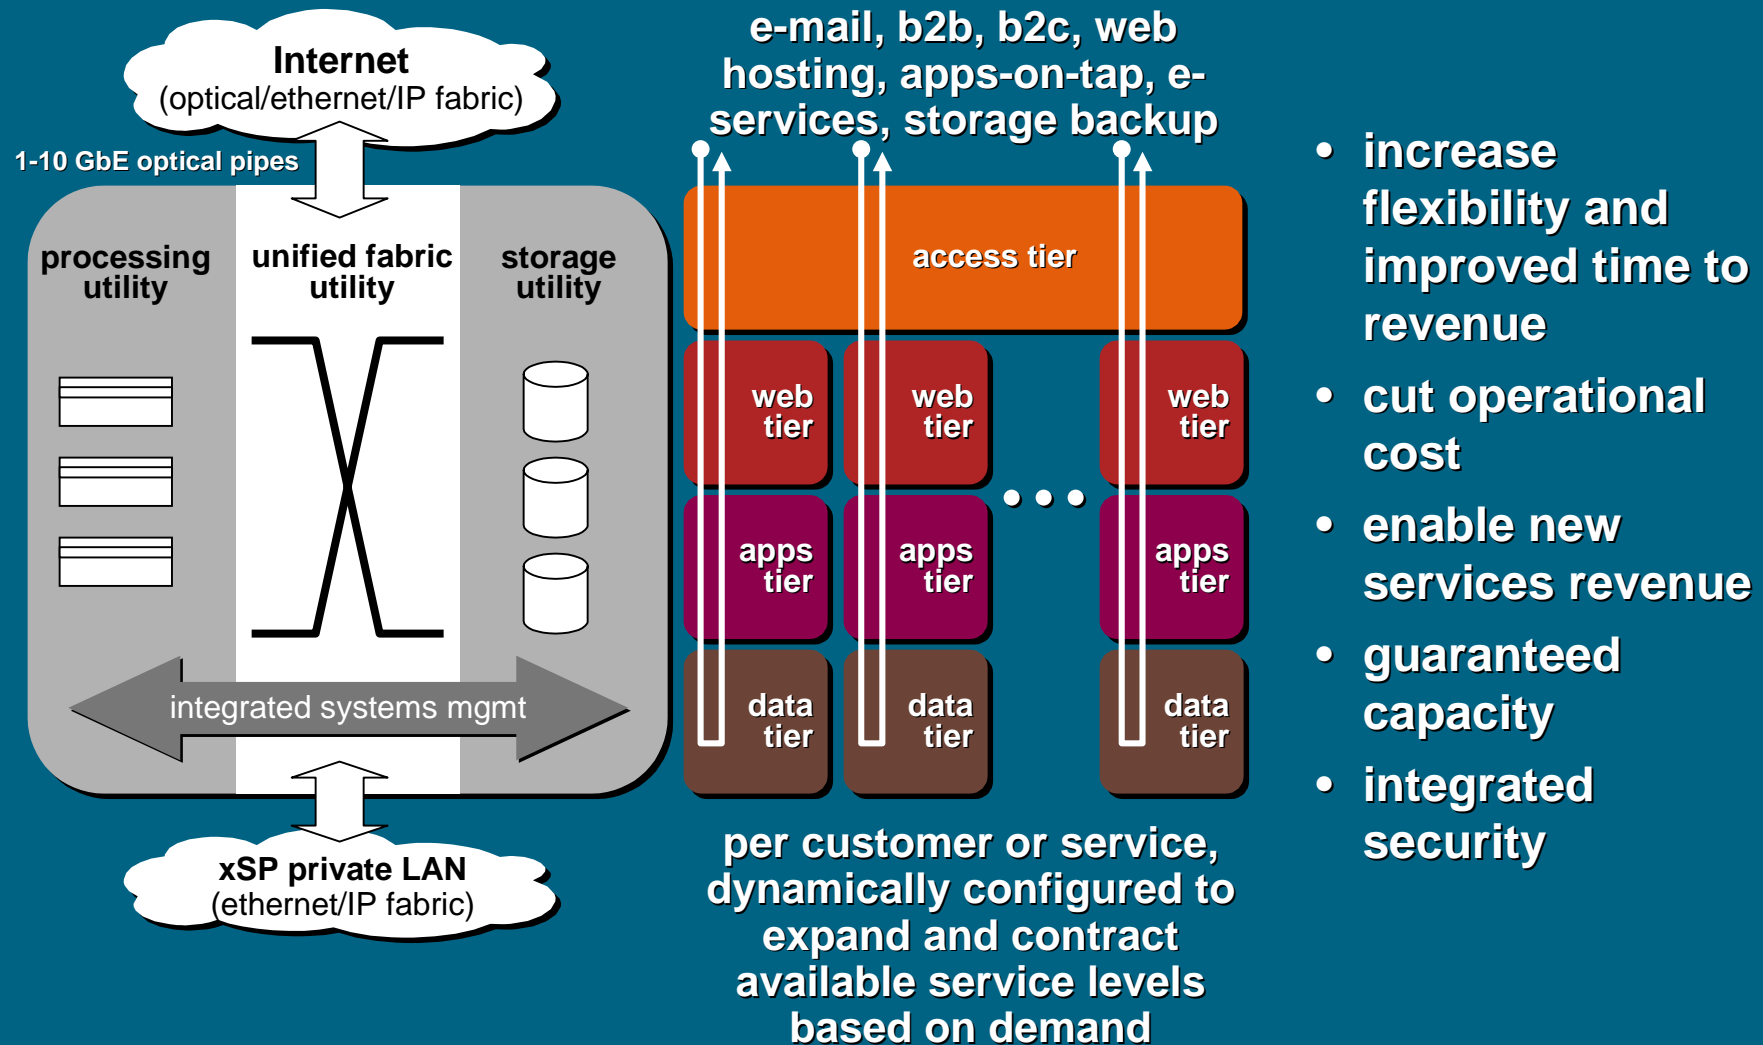 Internet
(optical/ethernet/IP fabric)
1-10 GbE optical pipes
processing
utility
unified fabric
utility
storage
utility
integrated systems mgmt
xSP private LAN
(ethernet/IP fabric)
e-mail, b2b, b2c, web
hosting, apps-on-tap, e-
services, storage backup
access tier
web
tier
web
tier
web
tier
apps
tier
apps
tier
apps
tier
data
tier
data
tier
data
tier
per customer or service,
dynamically configured to
expand and contract
available service levels
based on demand
• increase
flexibility and
improved time to
revenue
• cut operational
cost
• enable new
services revenue
• guaranteed
capacity
• integrated
security